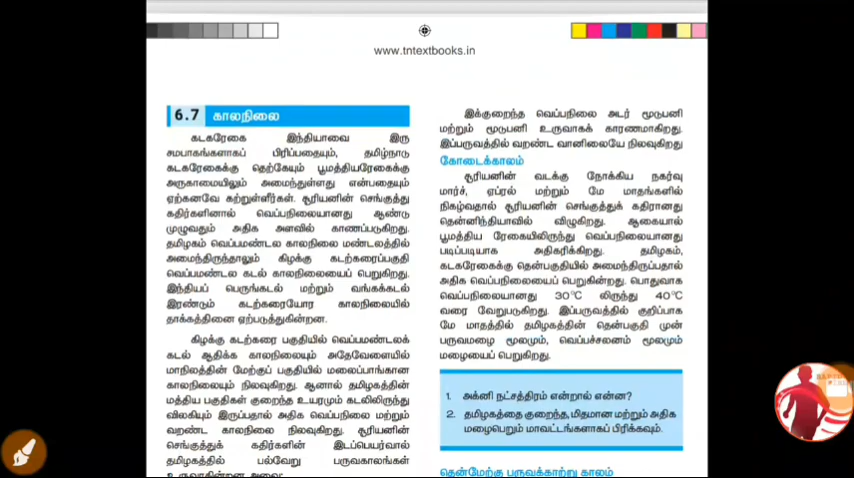 www.tntextbooks.in
6.7 காலநிலை
கடகரேகை இந்தியாவை இரு
சமபாகங்களாகப் பிரிப்பதையும், தமிழ்நாடு
கடகரேகைக்கு தெற்கேயும் பூமத்தியரேகைக்கு
அருகாமையிலும் அமைந்துள்ளது என்பதையும்
ஏற்கனவே கற்றுள்ளீர்கள். சூரியனின் செங்குத்து
கதிர்களினால் வெப்பநிலையானது ஆண்டு
முழுவதும் அதிக அளவில் காணப்படுகிறது.
தமிழகம் வெப்பமண்டல காலநிலை மண்டலத்தில்
அமைந்திருந்தாலும் கிழக்கு கடற்கரைப்பகுதி
வெப்பமண்டல கடல் காலநிலையைப் பெறுகிறது.
இந்தியப் பெருங்கடல் மற்றும் வங்கக்கடல்
இரண்டும் கடற்கரையோர காலநிலையில்
தாக்கத்தினை ஏற்படுத்துகின்றன.
கிழக்கு கடற்கரை பகுதியில் வெப்பமண்டலக்
கடல் ஆதிக்க காலநிலையும் அதேவேளையில்
மாநிலத்தின் மேற்குப் பகுதியில் மலைப்பாங்கான
காலநிலையும் நிலவுகிறது. ஆனால் தமிழகத்தின்
மத்திய பகுதிகள் குறைந்த உயரமும் கடலிலிருந்து
விலகியும் இருப்பதால் அதிக வெப்பநிலை மற்றும்
வறண்ட காலநிலை நிலவுகிறது. சூரியனின்
செங்குத்துக் கதிர்களின் இடப்பெயர்வால்
தமிழகத்தில் பல்வேறு பருவகாலங்கள்
உருவாகின்றன அவை:
இக்குறைந்த வெப்பநிலை அடர் மூடுபனி
மற்றும் மூடுபனி உருவாகக் காரணமாகிறது.
இப்பருவத்தில் வறண்ட வானிலையே நிலவுகிறது
கோடைக்காலம்
சூரியனின் வடக்கு நோக்கிய நகர்வு
மார்ச், ஏப்ரல் மற்றும் மே மாதங்களில்
நிகழ்வதால் சூரியனின் செங்குத்துக் கதிரானது
தென்னிந்தியாவில் விழுகிறது. ஆகையால்
பூமத்திய ரேகையிலிருந்து வெப்பநிலையானது
படிப்படியாக அதிகரிக்கிறது. தமிழகம்,
கடகரேகைக்கு தென்பகுதியில் அமைந்திருப்பதால்
அதிக வெப்பநிலையைப் பெறுகின்றது. பொதுவாக
வெப்பநிலையானது 30°C லிருந்து 40°C
வரை வேறுபடுகிறது. இப்பருவத்தில் குறிப்பாக
மே மாதத்தில் தமிழகத்தின் தென்பகுதி முன்
பருவமழை மூலமும், வெப்பச்சலனம் மூலமும்
மழையைப் பெறுகிறது.
1. அக்னி நட்சத்திரம் என்றால் என்ன?
2. தமிழகத்தை குறைந்த, மிதமான மற்றும் அதிக
மழைபெறும் மாவட்டங்களாகப் பிரிக்கவும்.
தென்மேற்கு பருவக்காற்று காலம்